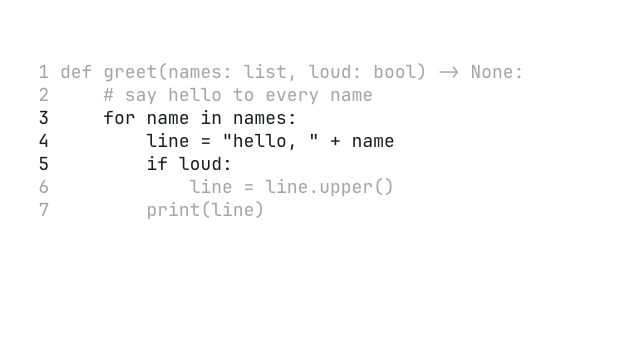 1 def greet(names: list, loud: bool) -> None:
2     # say hello to every name
3     for name in names:
4         line = "hello, " + name
5         if loud:
6             line = line.upper()
7         print(line)